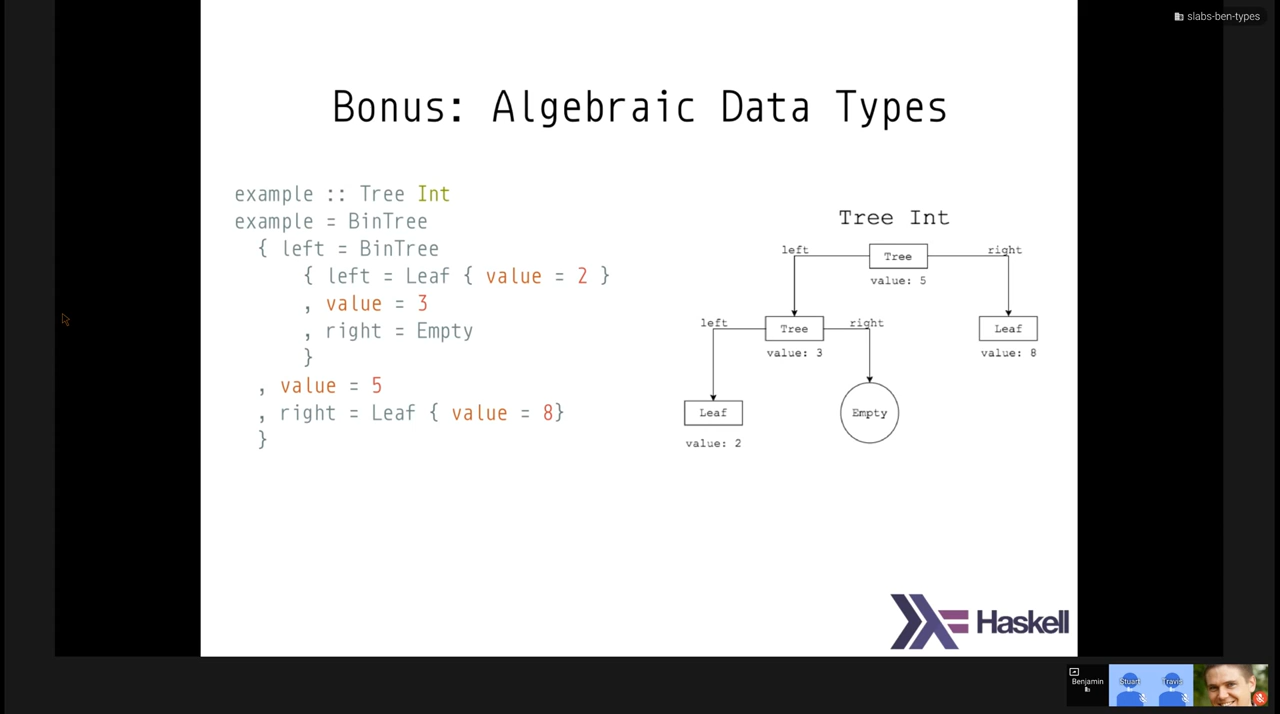 slabs-ben-types
Bonus: Algebraic Data Types
example :: Tree Int
example = BinTree
{ left = BinTree
{ left = Leaf { value = 2 }
, value = 3
, right = Empty
}
, value = 5
, right = Leaf { value = 8}
}
Tree Int
left
right
Tree
value: 5
left
right
Tree
Leaf
value: 3
value: 8
Leaf
Empty
value: 2
Haskell
Benjamin
Stuart
Travis